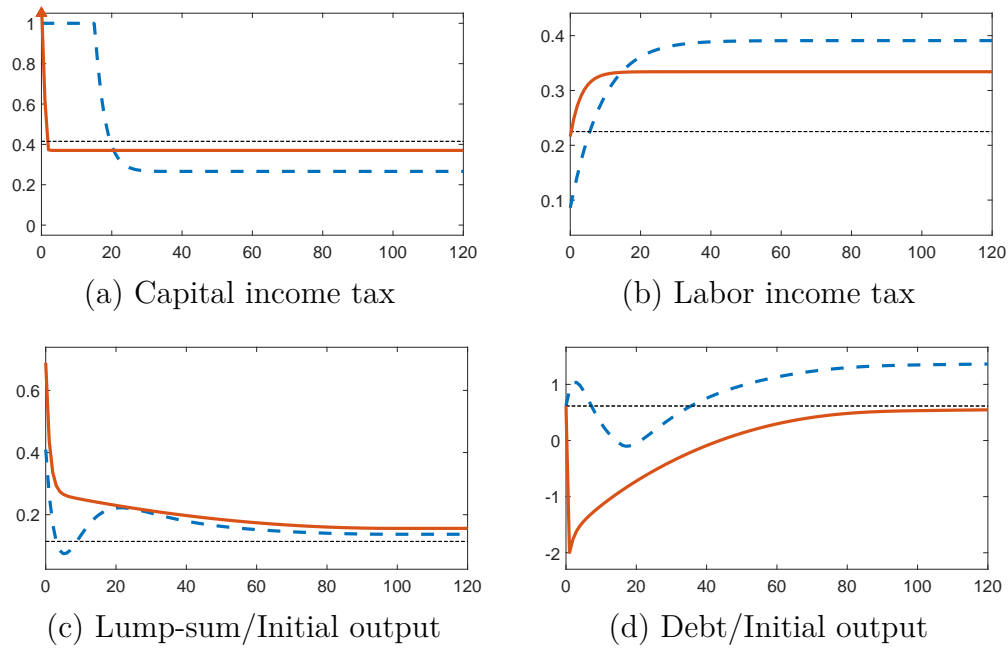 1
0.8
0.6
0.4
0.2
0
0 20 40 60 80 100 120
(a) Capital income tax
0.4
0.3
0.2
0.1
0 20 40 60 80 100 120
(b) Labor income tax
0.6
0.4
0.2
0 20 40 60 80 100 120
(c) Lump-sum/Initial output
1
0
-1
-2
0 20 40 60 80 100 120
(d) Debt/Initial output